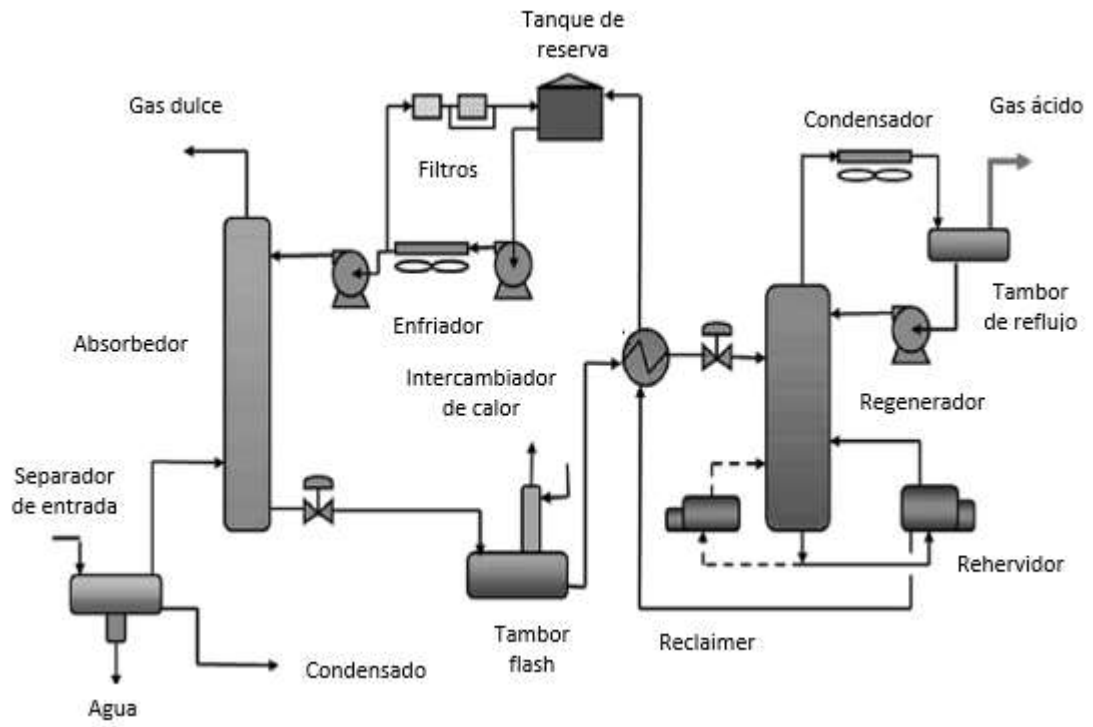 Tanque de
reserva
Gas dulce
Condensador
Gas ácido
Filtros
Tambor
de reflujo
Enfriador
Absorbedor
Intercambiador
de calor
Regenerador
Separador
de entrada
Rehervidor
Tambor
flash
Reclaimer
Condensado
Agua